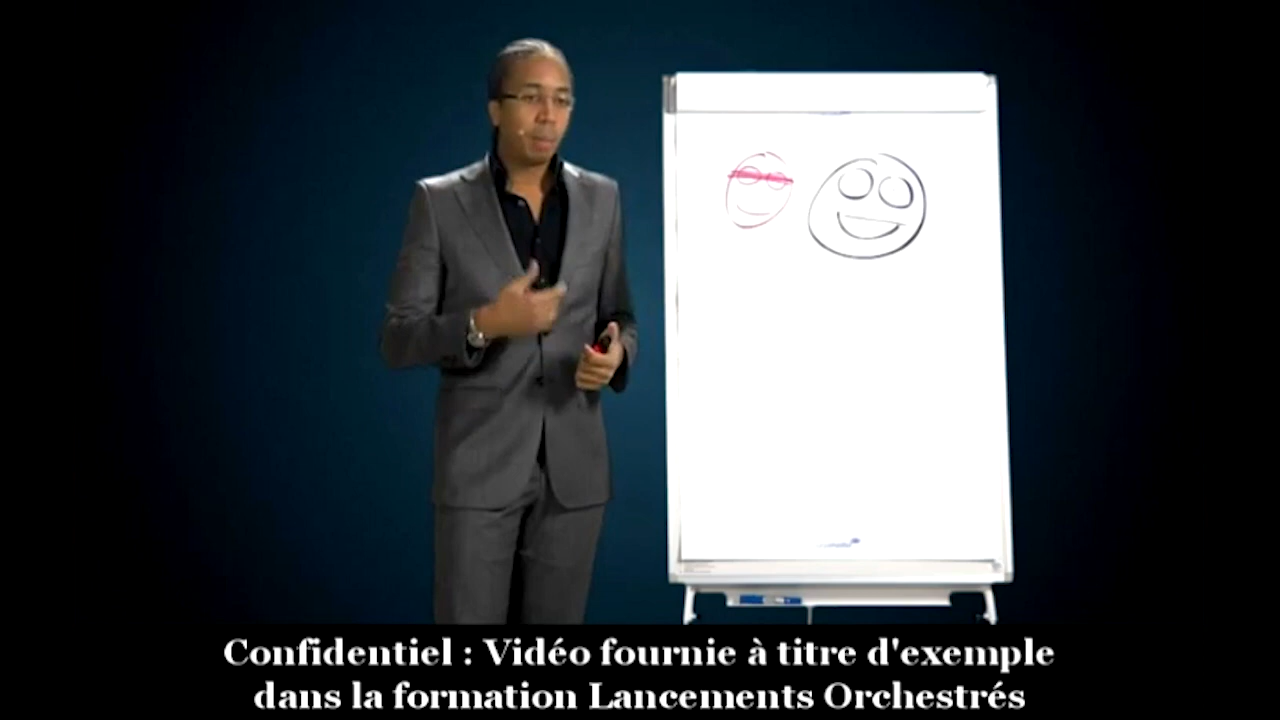 Confidentiel : Vidéo fournie à titre d'exemple
dans la formation Lancements Orchestrés